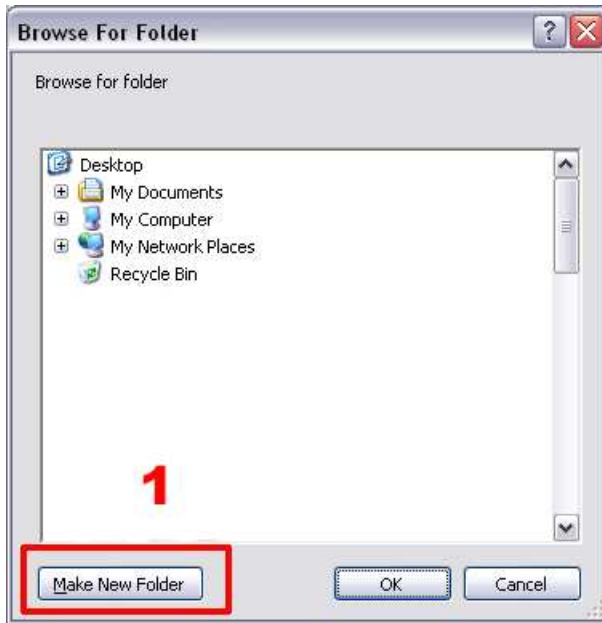 Browse For Folder
Browse for folder
Desktop
My Documents
My Computer
My Network Places
Recycle Bin
1
Make New Folder OK Cancel